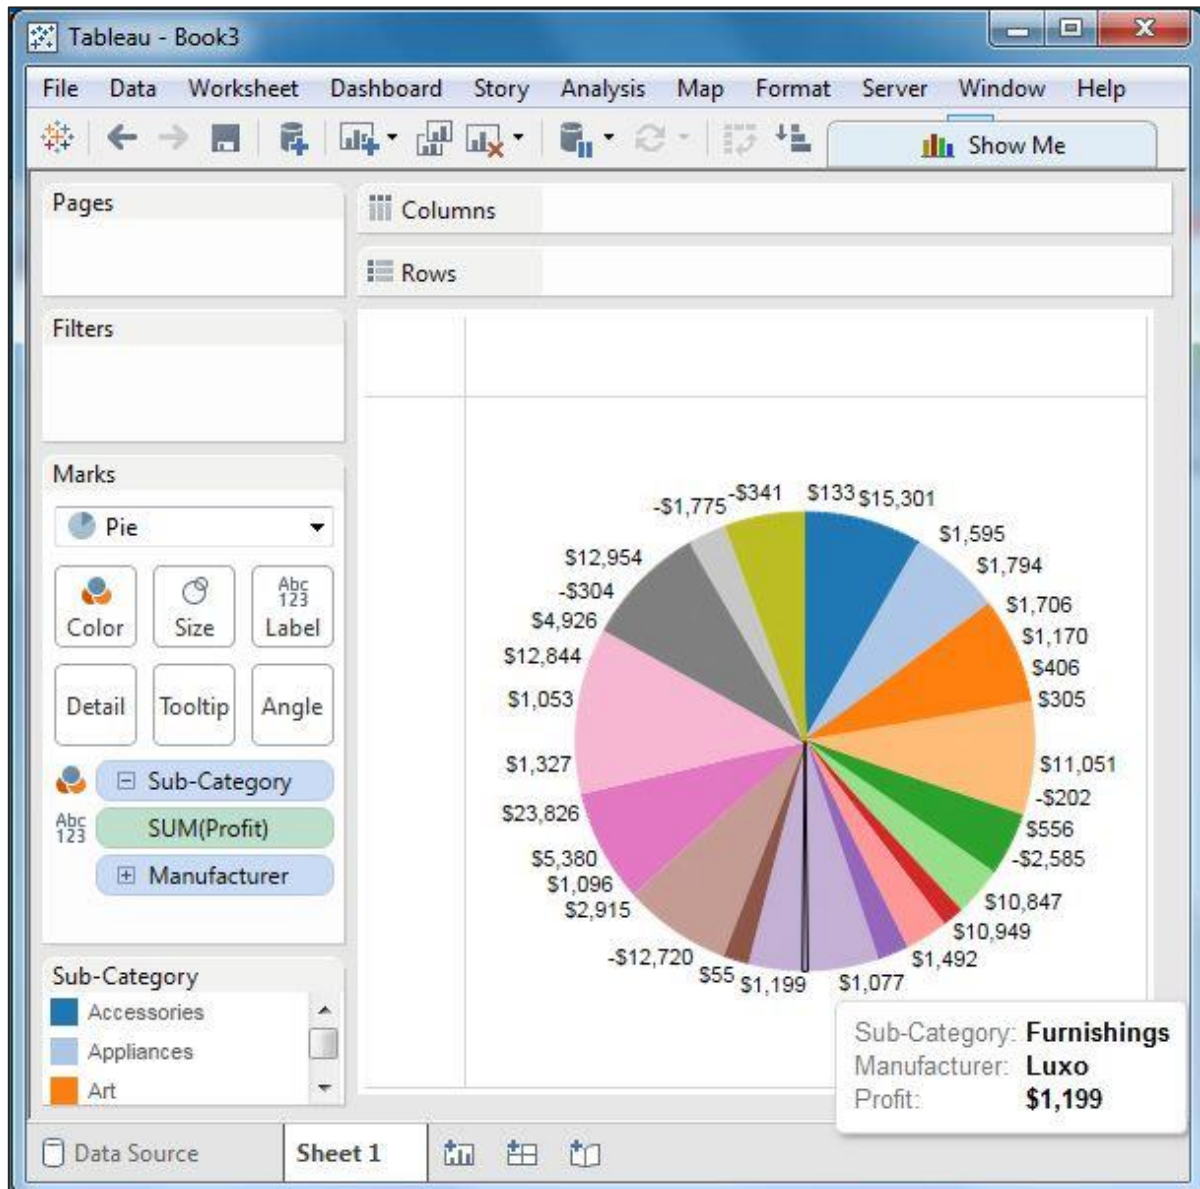 Tableau - Book3
File Data Worksheet Dashboard Story Analysis Map Format Server Window Help
Show Me
Pages
Columns
Rows
Filters
Marks
Pie
Color
Size
Abc
123
Label
Detail
Tooltip
Angle
Sub-Category
Abc
123
SUM(Profit)
Manufacturer
Sub-Category
Accessories
Appliances
Art
-$1,775
-$341
$133
$15,301
$1,595
$1,794
$1,706
$1,170
$406
$305
$11,051
-$202
$556
-$2,585
$10,847
$10,949
$1,492
$1,077
$1,199
$55
-$12,720
$2,915
$1,096
$5,380
$23,826
$1,327
$1,053
$12,844
$4,926
-$304
$12,954
Sub-Category: Furnishings
Manufacturer: Luxo
Profit: $1,199
Data Source
Sheet 1